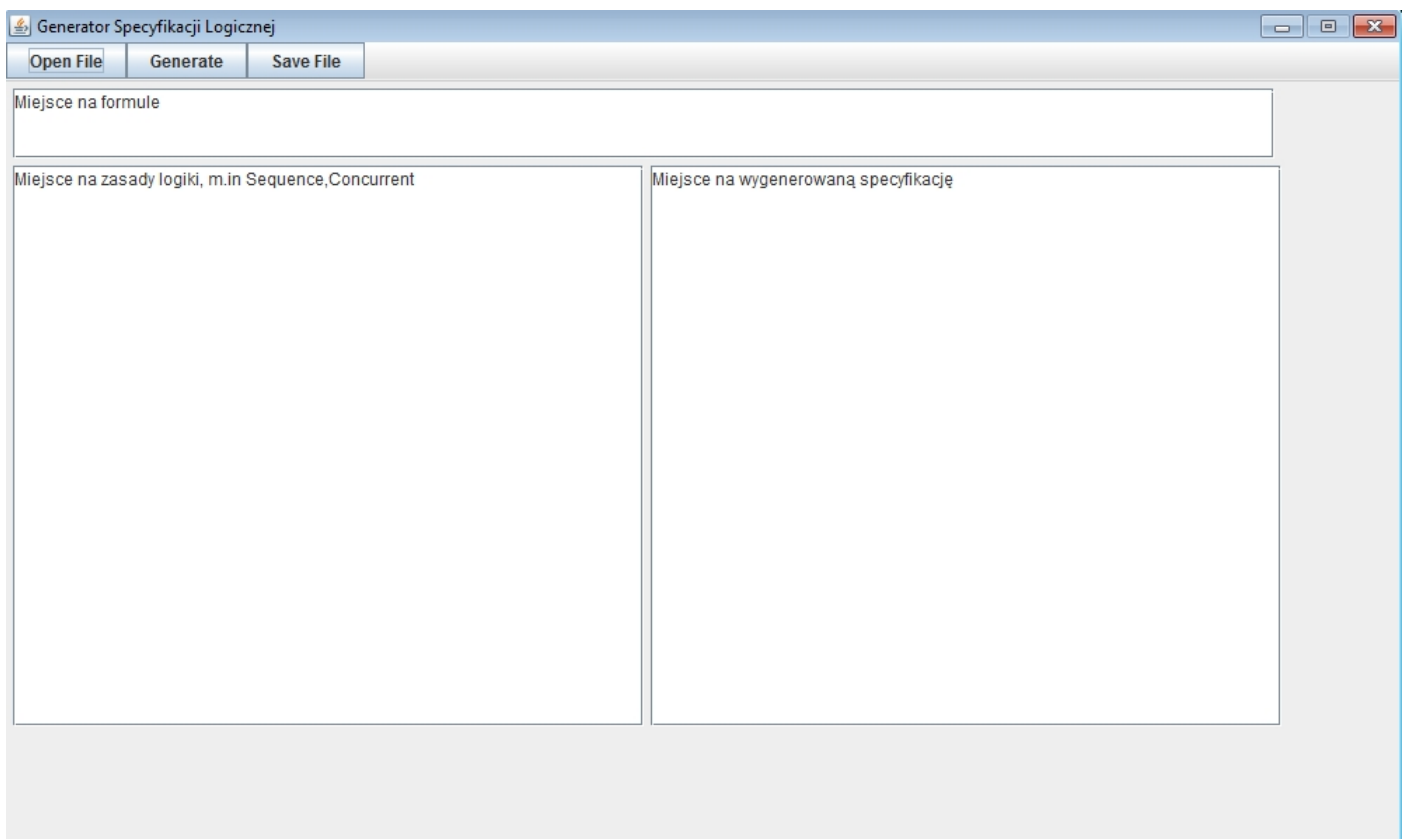 Generator Specyfikacji Logicznej
Open File Generate Save File
Miejsce na formule
Miejsce na zasady logiki, m.in Sequence,Concurrent
Miejsce na wygenerowaną specyfikację